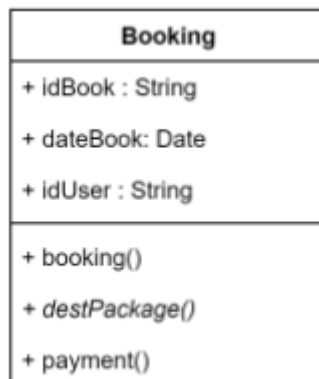 Booking
+ idBook : String
+ dateBook: Date
+ idUser : String
+ booking()
+ destPackage()
+ payment()